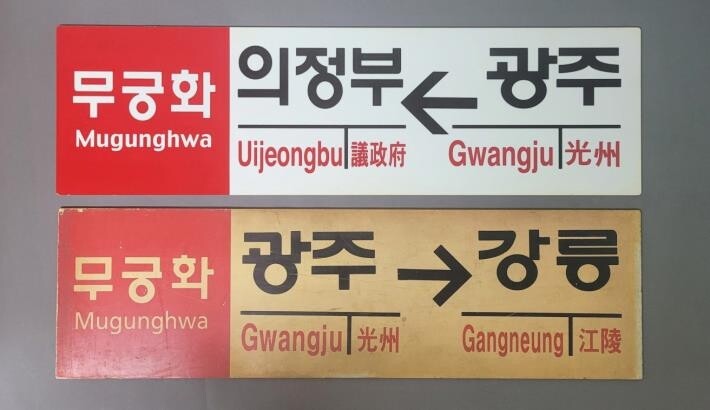 무궁화
Mugunghwa
의정부 ← 광주
Uijeongbu 議政府 Gwangju 光州
무궁화
Mugunghwa
광주 → 강릉
Gwangju 光州 Gangneung 江陵